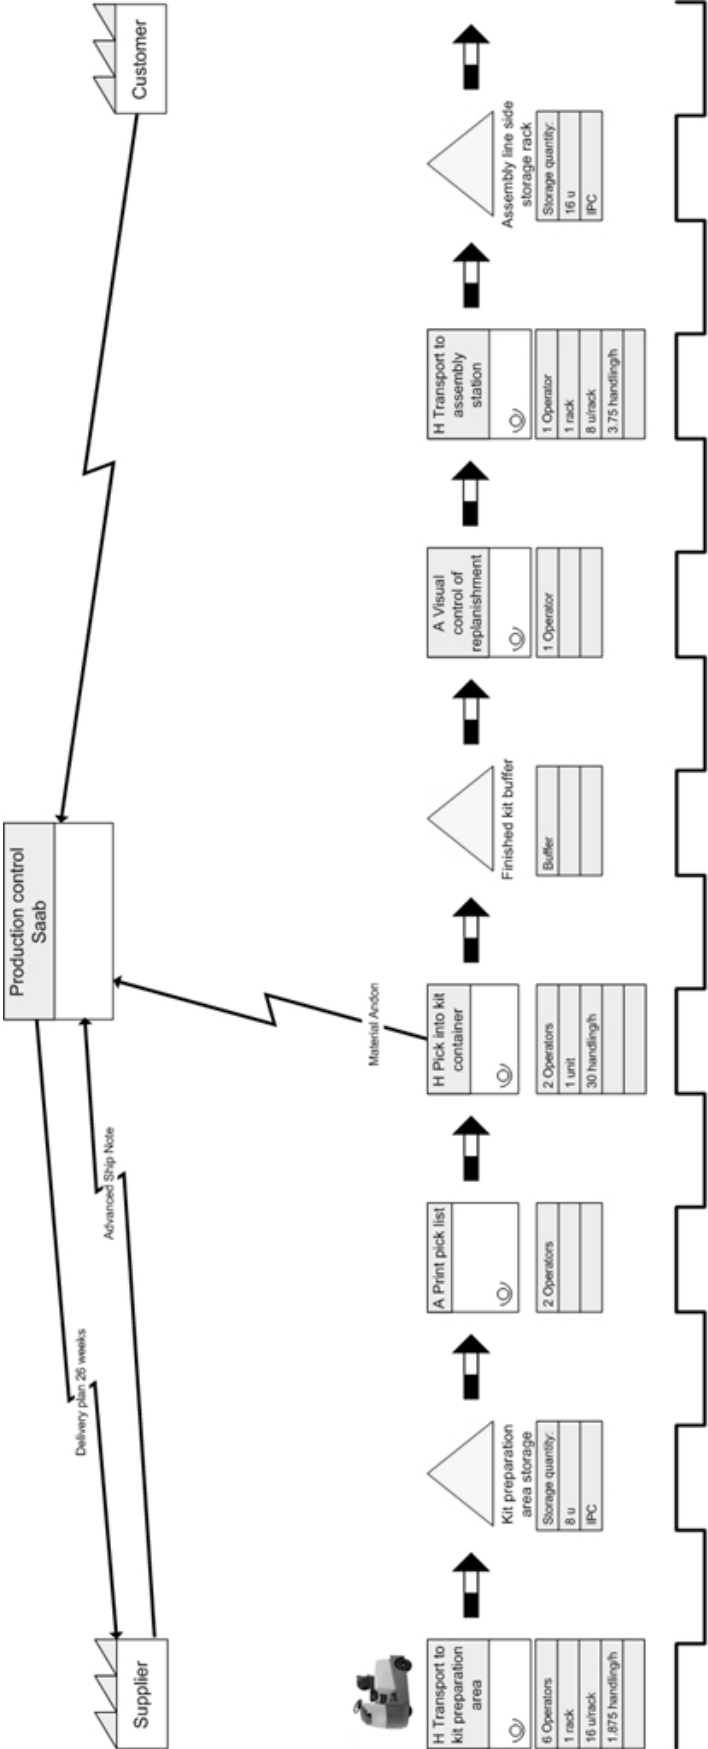 Production control
Saab
Supplier
Customer
Delivery plan 26 weeks
Advanced Ship Note
Material Andon
H Transport to
kit preparation
area
6 Operators
1 rack
16 u/rack
1.875 handling/h
Kit preparation
area storage
Storage quantity:
8 u
IPC
A Print pick list
2 Operators
H Pick into kit
container
2 Operators
1 unit
30 handling/h
Finished kit buffer
Buffer
A Visual
control of
replanishment
1 Operator
H Transport to
assembly
station
1 Operator
1 rack
8 u/rack
3.75 handling/h
Assembly line side
storage rack
Storage quantity:
16 u
IPC